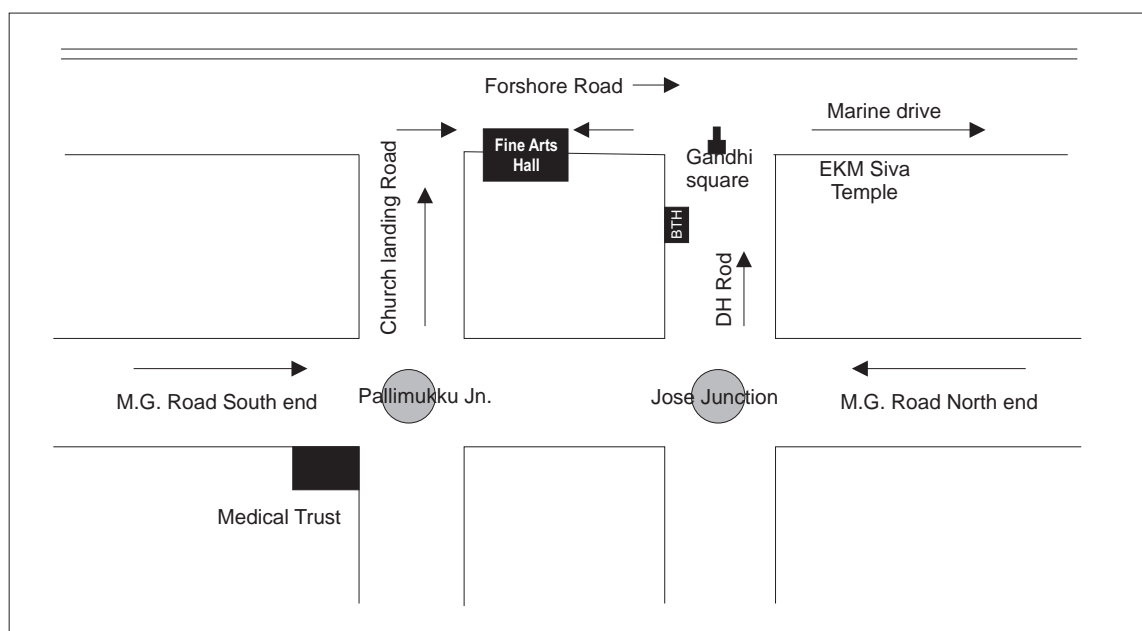 Forshore Road
Marine drive
Fine Arts
Hall
Gandhi
square
EKM Siva
Temple
Church landing Road
BTH
DH Rod
M.G. Road South end
Pallimukku Jn.
Jose Junction
M.G. Road North end
Medical Trust